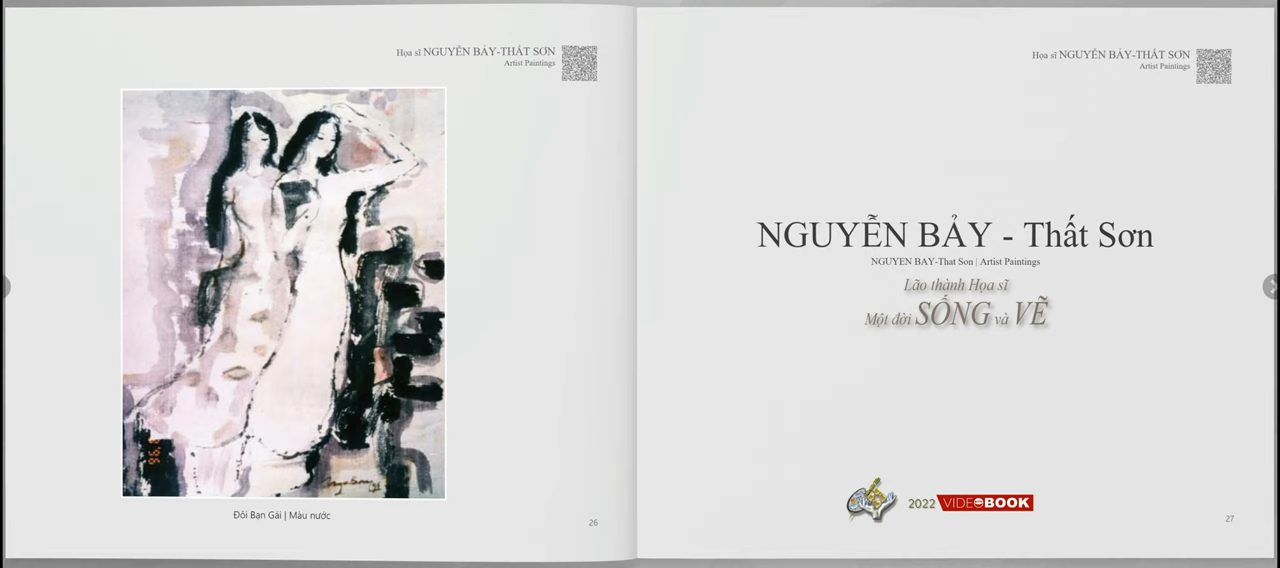 Họa sĩ NGUYỄN BẢY-THẤT SƠN
Artist Paintings
Đôi Bạn Gái | Màu nước
26
Họa sĩ NGUYỄN BẢY-THẤT SƠN
Artist Paintings
NGUYỄN BẢY - Thất Sơn
NGUYEN BAY-That Son | Artist Paintings
Lão thành Họa sĩ
Một đời SỐNG và VẼ
2022 VIDEOBOOK
27